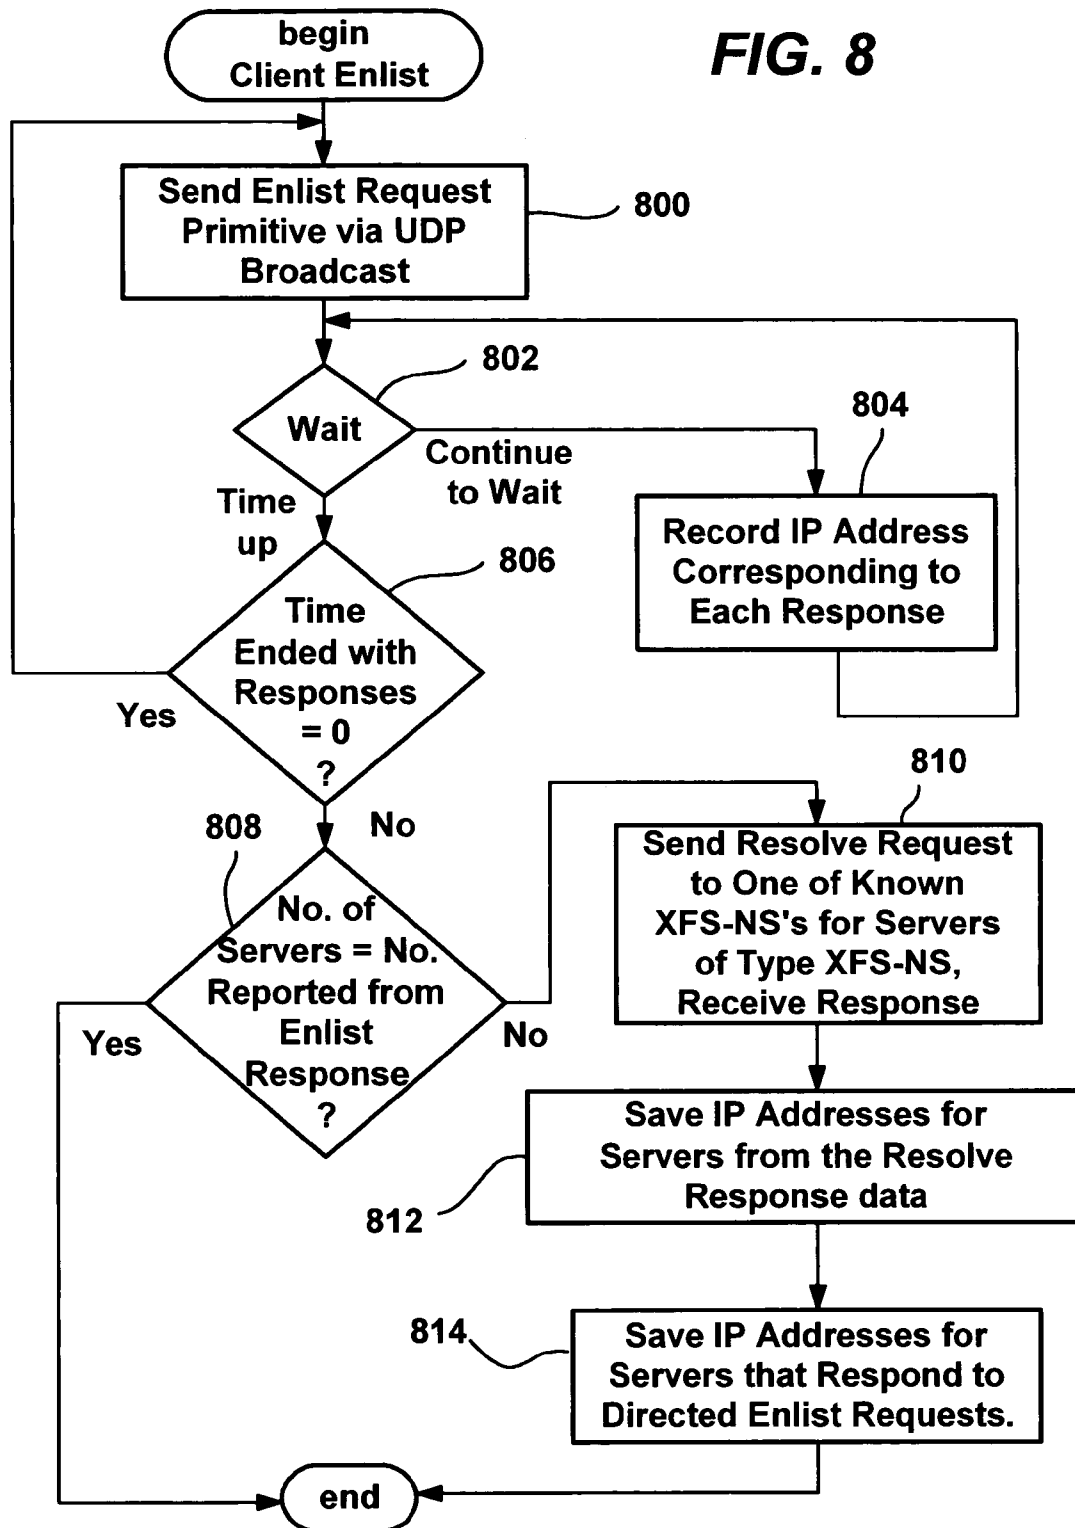 begin
Client Enlist
FIG. 8
Send Enlist Request
Primitive via UDP
Broadcast
800
802
Wait
Continue
to Wait
804
Time
up
Record IP Address
Corresponding to
Each Response
806
Time
Ended with
Responses
= 0
?
Yes
No
808
810
No. of
Servers = No.
Reported from
Enlist
Response
?
Yes
No
Send Resolve Request
to One of Known
XFS-NS's for Servers
of Type XFS-NS,
Receive Response
Save IP Addresses for
Servers from the Resolve
Response data
812
814
Save IP Addresses for
Servers that Respond to
Directed Enlist Requests.
end